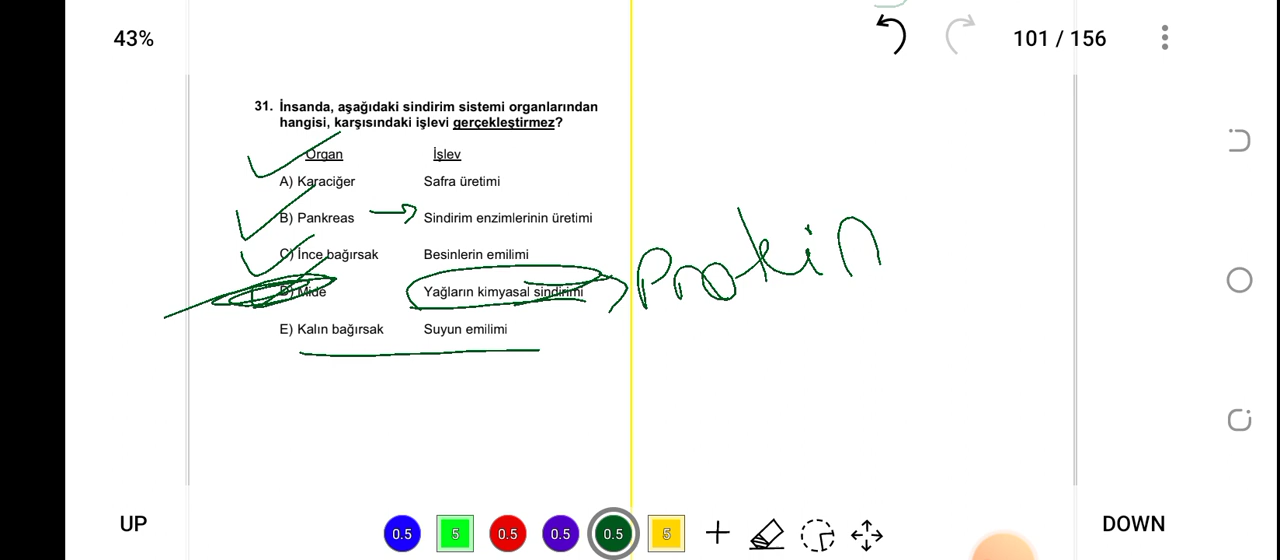 43%
101 / 156
31. İnsanda, aşağıdaki sindirim sistemi organlarından
hangisi, karşısındaki işlevi gerçekleştirmez?
Organ İşlev
A) Karaciğer Safra üretimi
B) Pankreas Sindirim enzimlerinin üretimi
C) İnce bağırsak Besinlerin emilimi
D) Mide Yağların kimyasal sindirimi
E) Kalın bağırsak Suyun emilimi
UP
0.5 5 0.5 0.5 0.5 5
DOWN